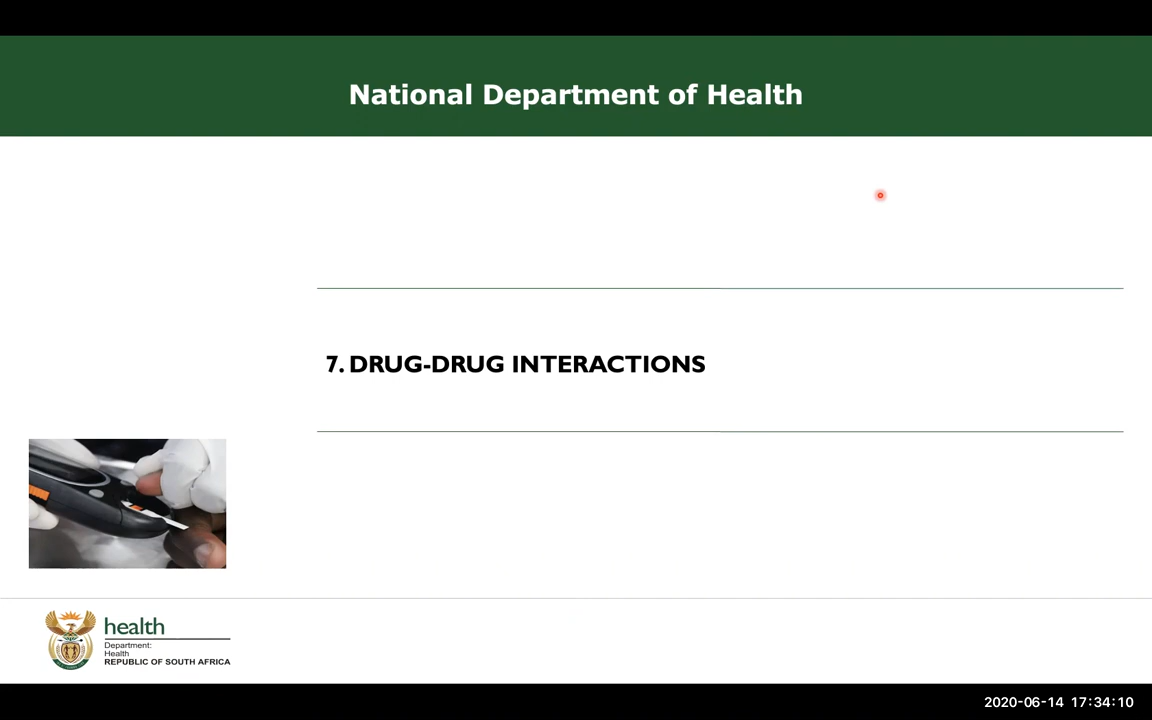 National Department of Health
7. DRUG-DRUG INTERACTIONS
health
Department:
Health
REPUBLIC OF SOUTH AFRICA
2020-06-14 17:34:10